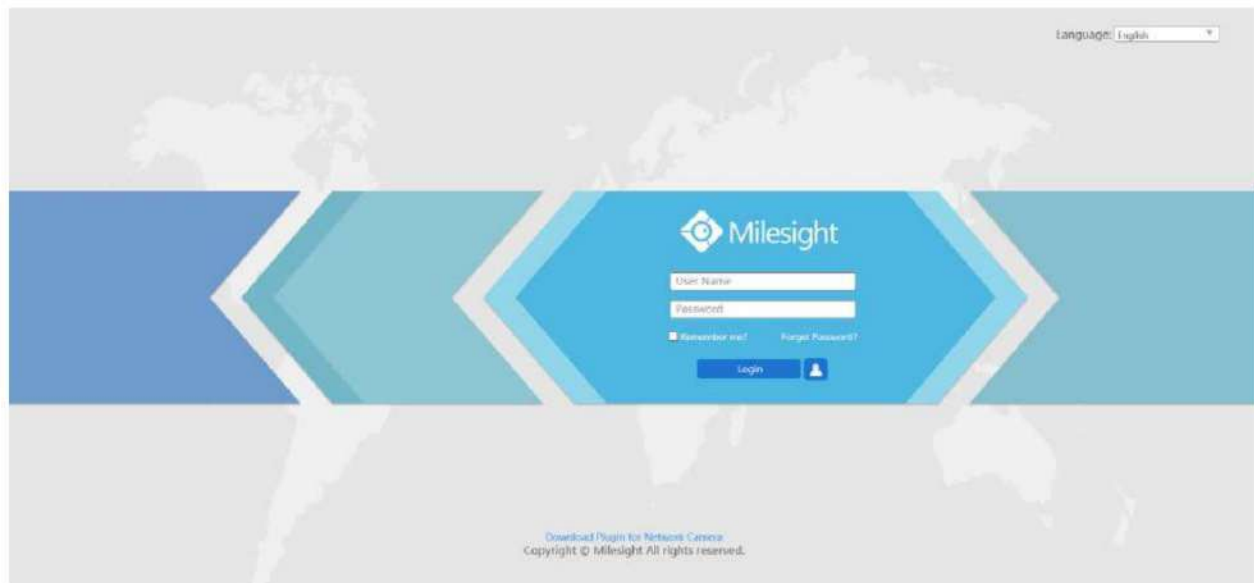 Language: English
Milesight
User Name
Password
Remember me?
Forget Password?
Login
Download Plugin for Network Camera
Copyright © Milesight All rights reserved.